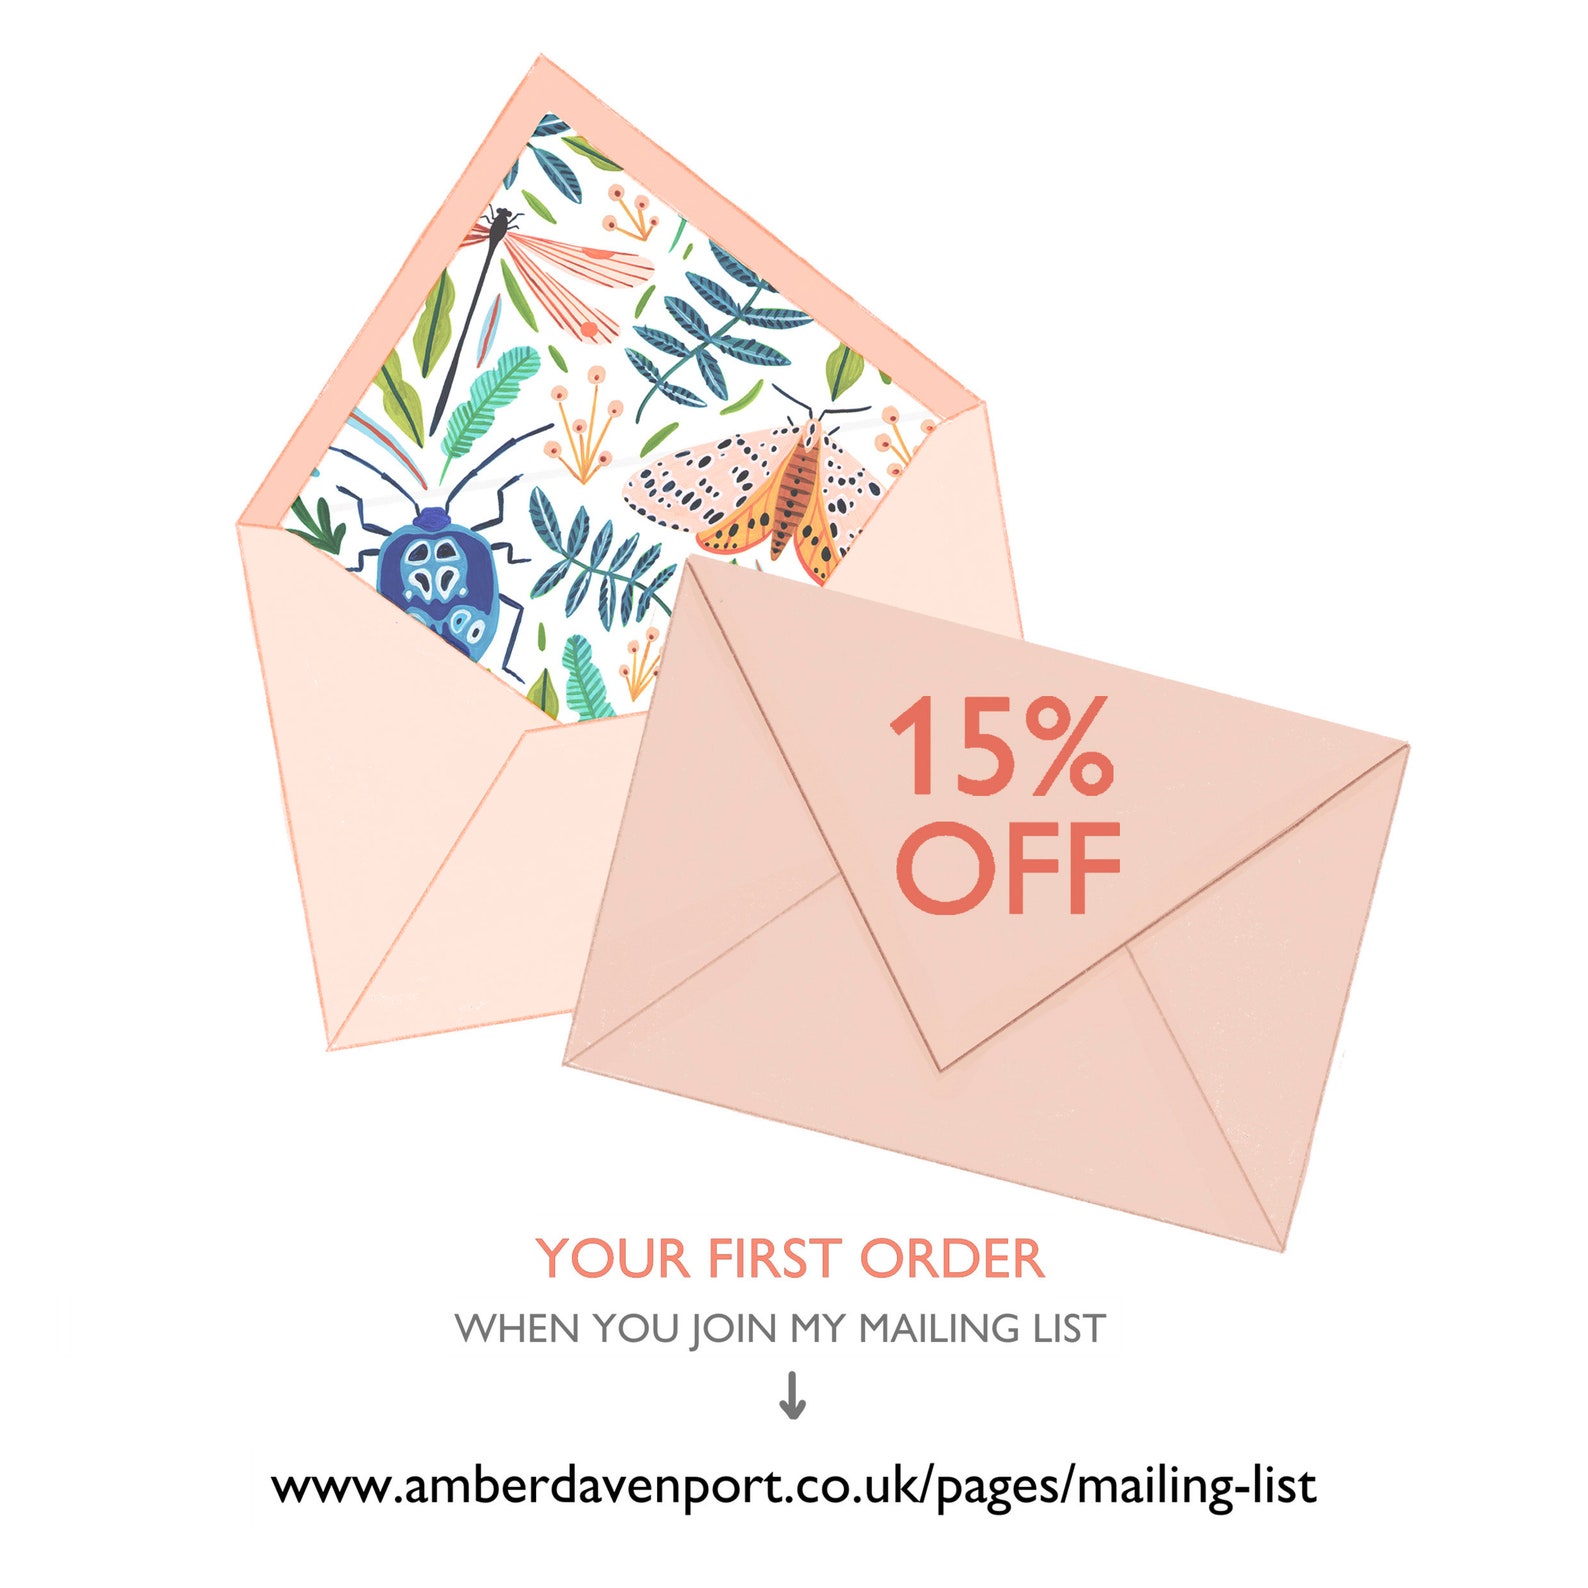 15%
OFF
YOUR FIRST ORDER
WHEN YOU JOIN MY MAILING LIST
www.amberdavenport.co.uk/pages/mailing-list